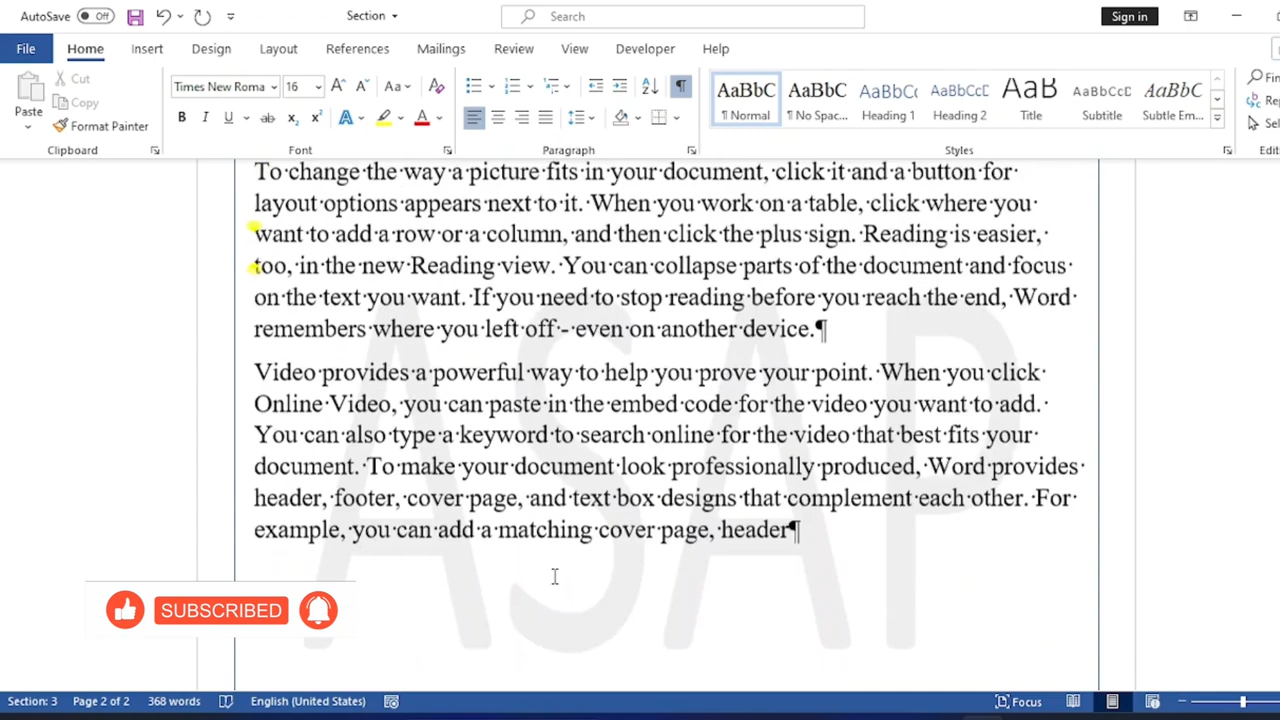 AutoSave Off Section Search Sign in
File Home Insert Design Layout References Mailings Review View Developer Help
Cut Times New Roma 16 Aa AaBbC AaBbC AaBbC AaBbCcD AaB AaBbCcD AaBbC
Copy
Paste ¶ Normal ¶ No Spac... Heading 1 Heading 2 Title Subtitle Subtle Em...
Format Painter B I U ab x₂ x² A A
Clipboard Font Paragraph Styles
To·change·the·way·a·picture·fits·in·your·document,·click·it·and·a·button·for·
layout·options·appears·next·to·it.·When·you·work·on·a·table,·click·where·you·
want·to·add·a·row·or·a·column,·and·then·click·the·plus·sign.·Reading·is·easier,·
too,·in·the·new·Reading·view.·You·can·collapse·parts·of·the·document·and·focus·
on·the·text·you·want.·If·you·need·to·stop·reading·before·you·reach·the·end,·Word·
remembers·where·you·left·off·-·even·on·another·device.¶
Video·provides·a·powerful·way·to·help·you·prove·your·point.·When·you·click·
Online·Video,·you·can·paste·in·the·embed·code·for·the·video·you·want·to·add.·
You·can·also·type·a·keyword·to·search·online·for·the·video·that·best·fits·your·
document.·To·make·your·document·look·professionally·produced,·Word·provides·
header,·footer,·cover·page,·and·text·box·designs·that·complement·each·other.·For·
example,·you·can·add·a·matching·cover·page,·header¶
ASAP
SUBSCRIBED
Section: 3 Page 2 of 2 368 words English (United States) Focus